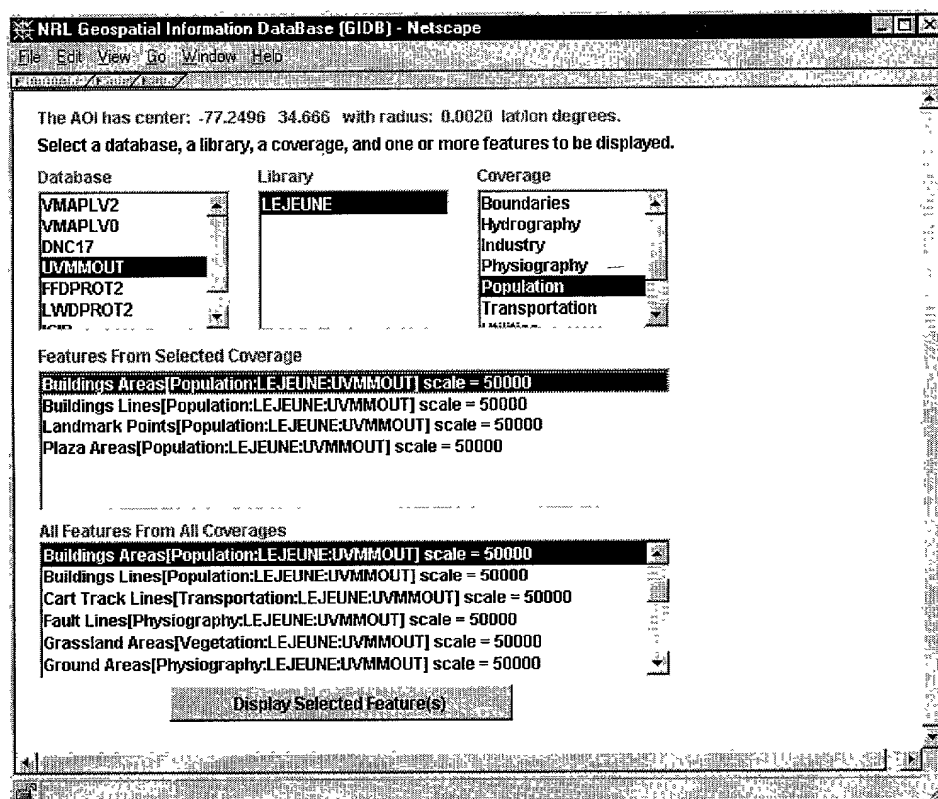 NRL Geospatial Information DataBase (GIDB) - Netscape
File Edit View Go Window Help
The AOI has center: -77.2496 34.666 with radius: 0.0020 lat/lon degrees.
Select a database, a library, a coverage, and one or more features to be displayed.
Database
VMAPLV2
VMAPLV0
DNC17
UVMMOUT
FFDPROT2
LWDPROT2
Library
LEJEUNE
Coverage
Boundaries
Hydrography
Industry
Physiography
Population
Transportation
Features From Selected Coverage
Buildings Areas[Population:LEJEUNE:UVMMOUT] scale = 50000
Buildings Lines[Population:LEJEUNE:UVMMOUT] scale = 50000
Landmark Points[Population:LEJEUNE:UVMMOUT] scale = 50000
Plaza Areas[Population:LEJEUNE:UVMMOUT] scale = 50000
All Features From All Coverages
Buildings Areas[Population:LEJEUNE:UVMMOUT] scale = 50000
Buildings Lines[Population:LEJEUNE:UVMMOUT] scale = 50000
Cart Track Lines[Transportation:LEJEUNE:UVMMOUT] scale = 50000
Fault Lines[Physiography:LEJEUNE:UVMMOUT] scale = 50000
Grassland Areas[Vegetation:LEJEUNE:UVMMOUT] scale = 50000
Ground Areas[Physiography:LEJEUNE:UVMMOUT] scale = 50000
Display Selected Feature(s)